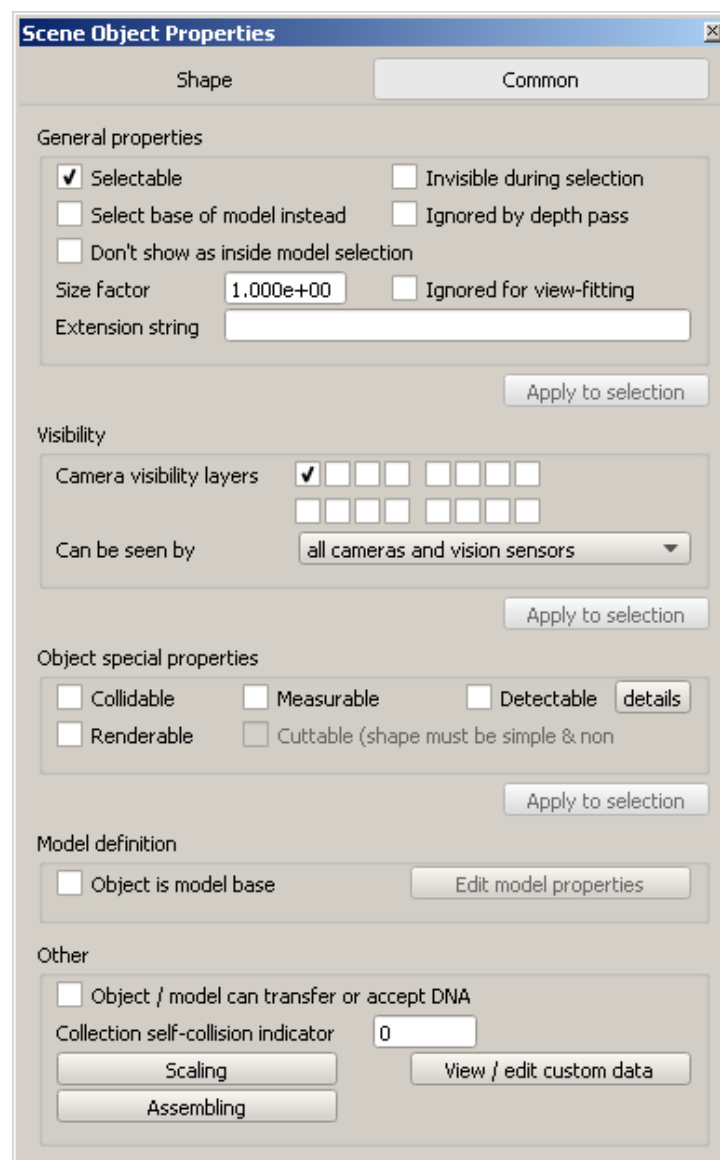 Scene Object Properties
Shape Common
General properties
Selectable Invisible during selection
Select base of model instead Ignored by depth pass
Don't show as inside model selection
Size factor 1.000e+00 Ignored for view-fitting
Extension string
Apply to selection
Visibility
Camera visibility layers
Can be seen by all cameras and vision sensors
Apply to selection
Object special properties
Collidable Measurable Detectable details
Renderable Cuttable (shape must be simple & non
Apply to selection
Model definition
Object is model base Edit model properties
Other
Object / model can transfer or accept DNA
Collection self-collision indicator 0
Scaling View / edit custom data
Assembling